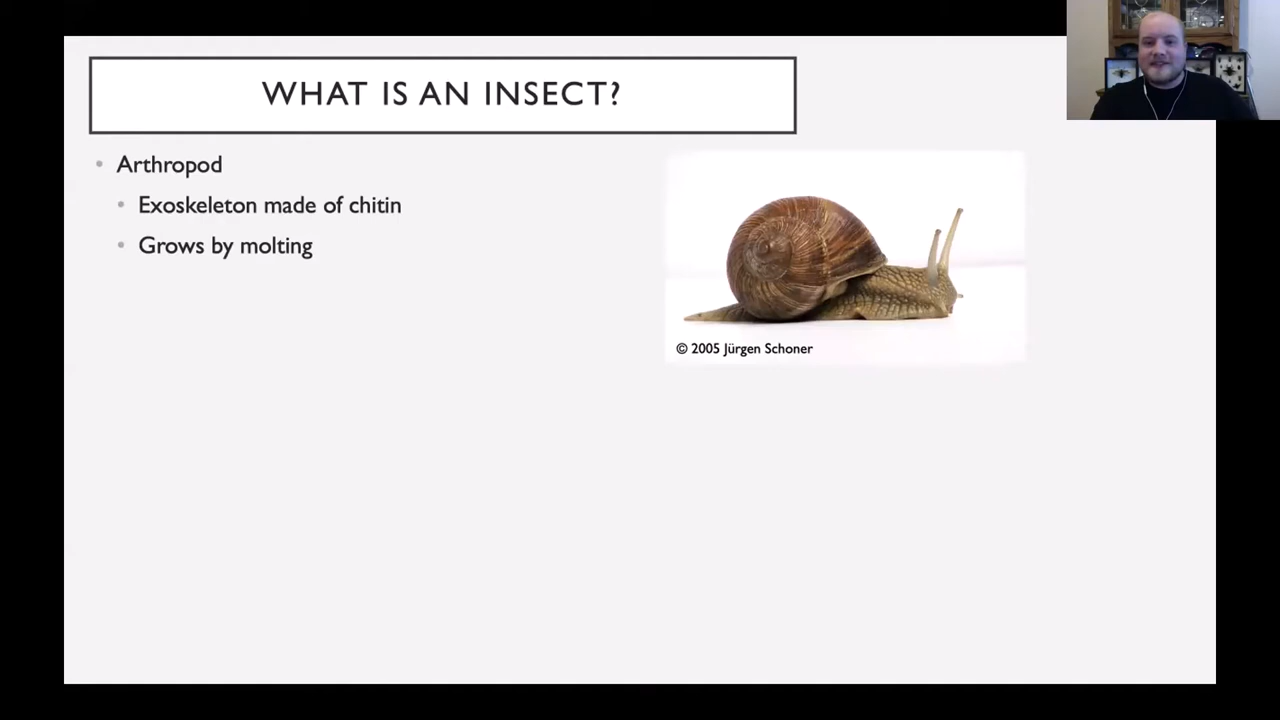 WHAT IS AN INSECT?
Arthropod
Exoskeleton made of chitin
Grows by molting
© 2005 Jürgen Schoner